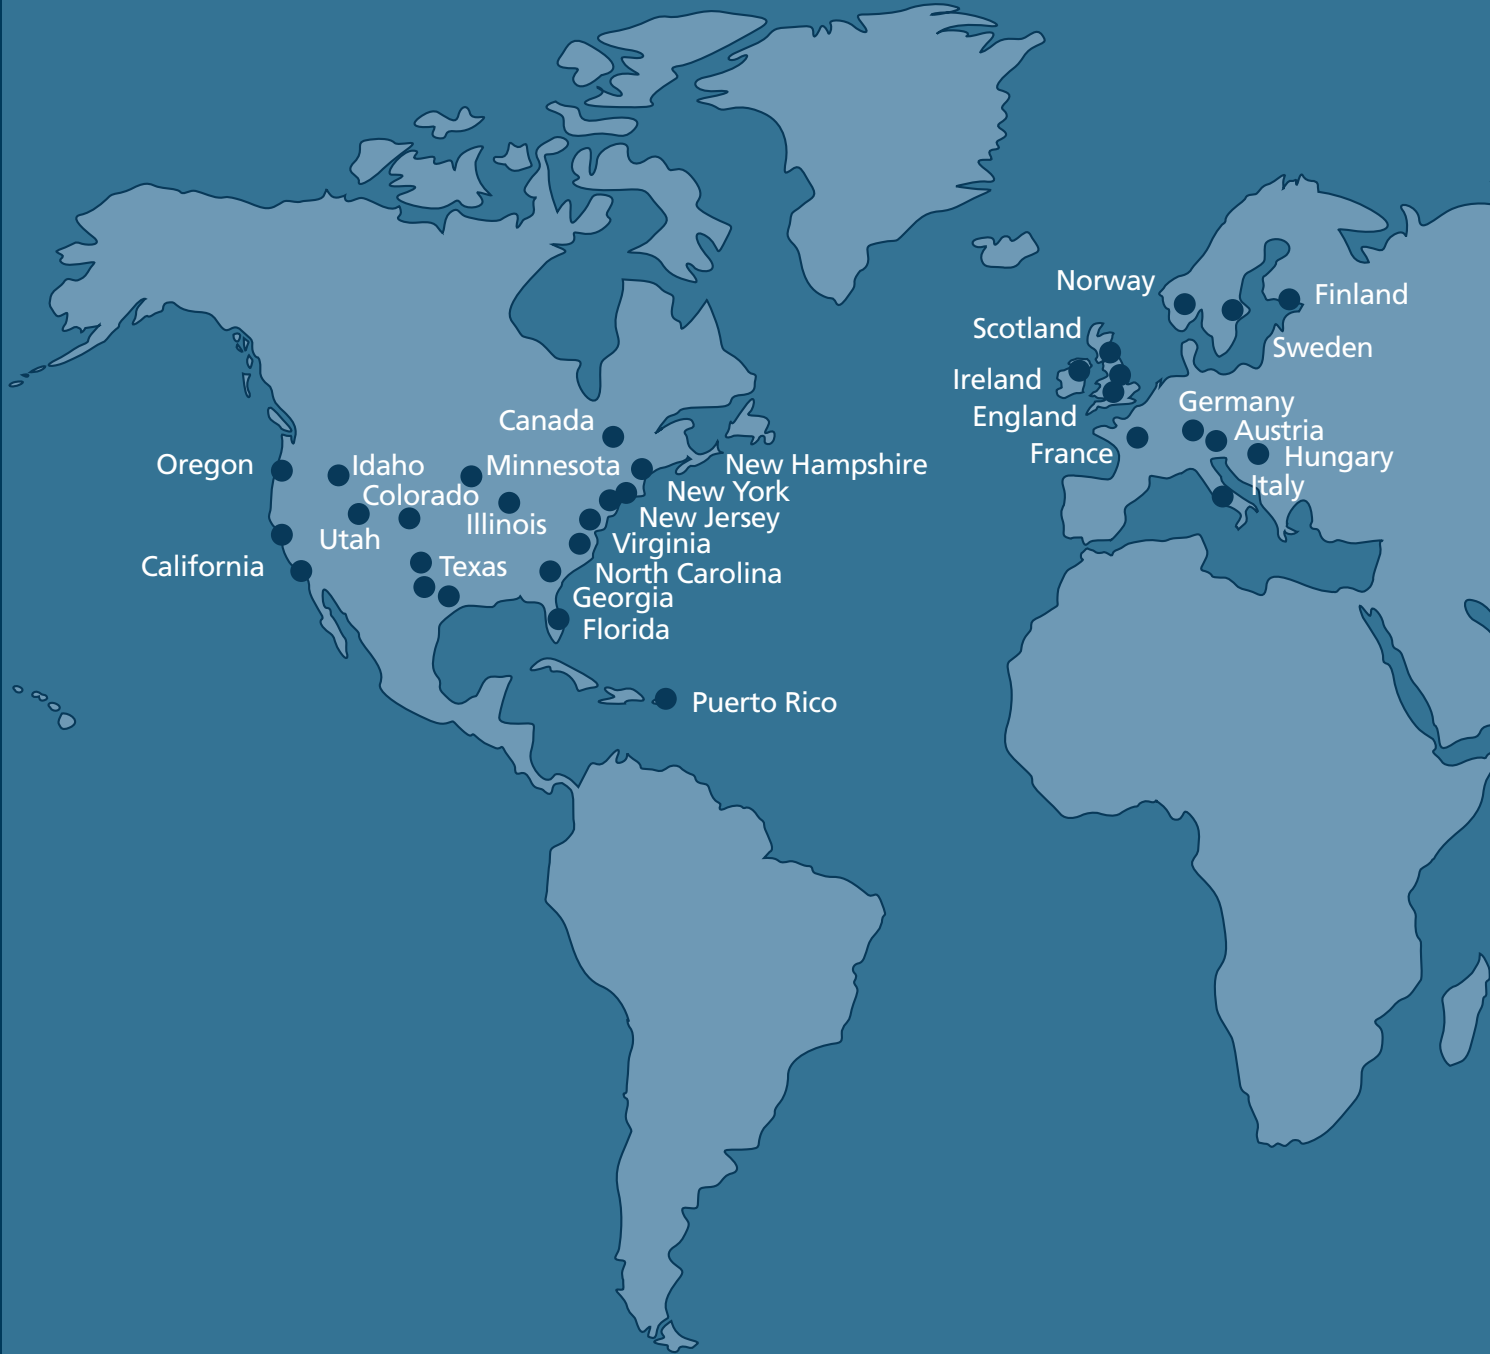 Norway
Finland
Scotland
Sweden
Ireland
Germany
England
Canada
Austria
France
Hungary
Oregon
Idaho
Minnesota
New Hampshire
Italy
Colorado
New York
Illinois
New Jersey
Utah
Virginia
California
Texas
North Carolina
Georgia
Florida
Puerto Rico